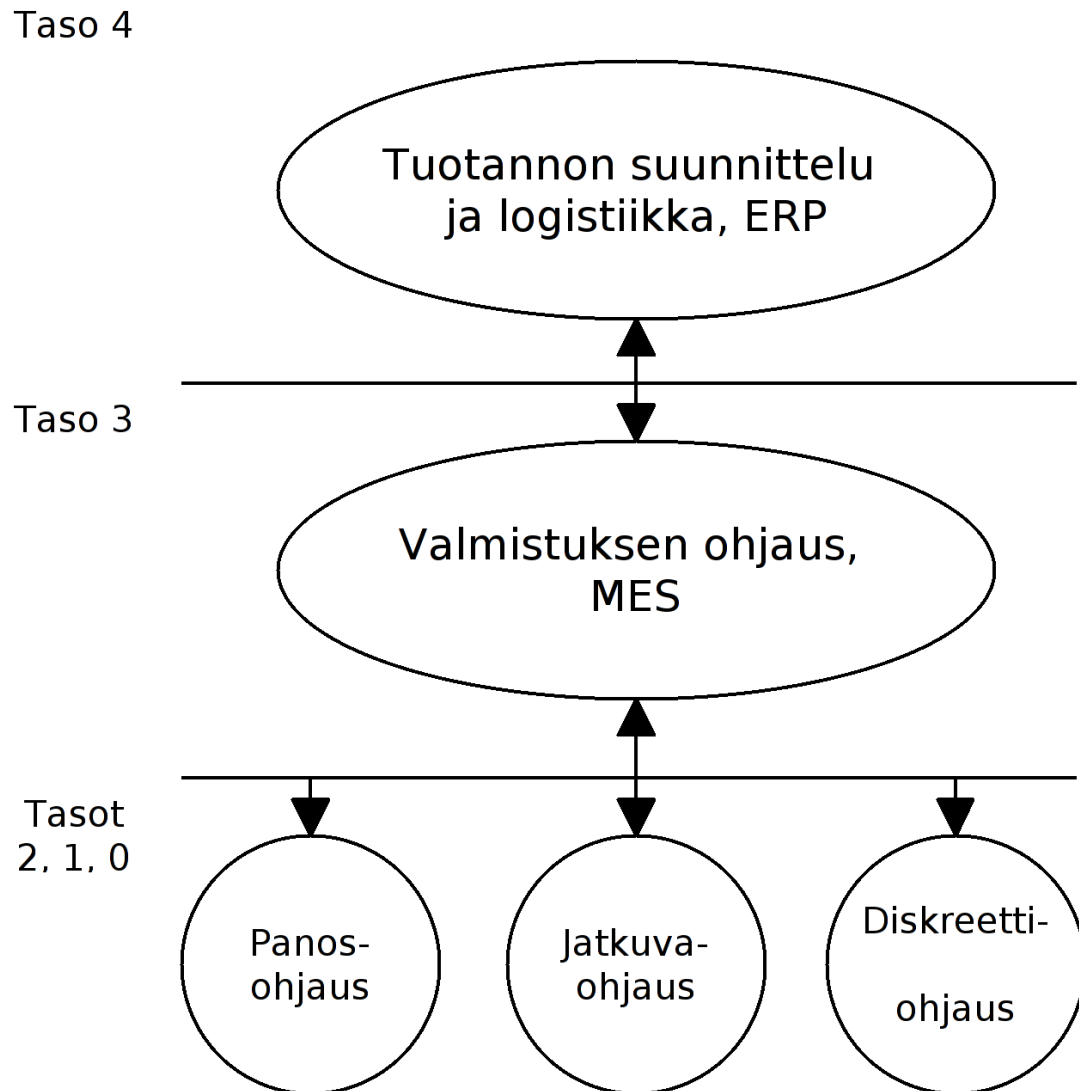 Taso 4
Tuotannon suunnittelu
ja logistiikka, ERP
Taso 3
Valmistuksen ohjaus,
MES
Tasot
2, 1, 0
Panos-
ohjaus
Jatkuva-
ohjaus
Diskreetti-
ohjaus